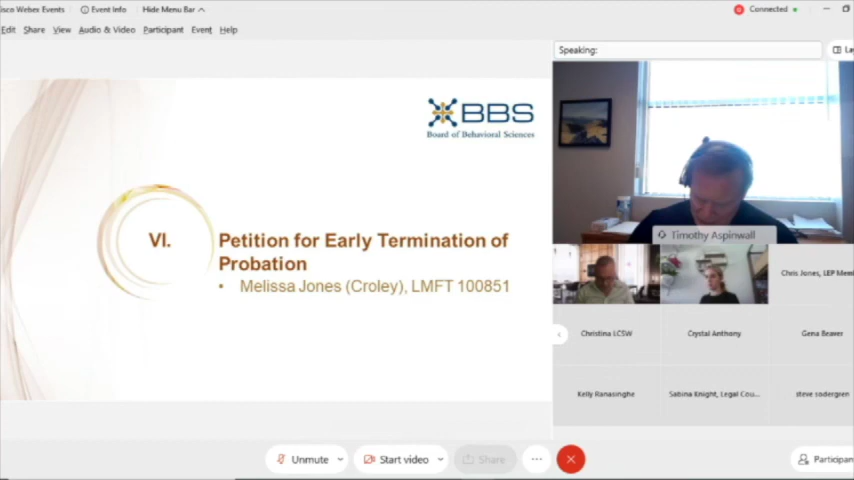 isco Webex Events
Event Info
Hide Menu Bar
Connected
Edit Share View Audio & Video Participant Event Help
Speaking:
La
BBS
Board of Behavioral Sciences
VI.
Petition for Early Termination of
Probation
• Melissa Jones (Croley), LMFT 100851
Timothy Aspinwall
Chris Jones, LEP Mem
Christina LCSW
Crystal Anthony
Gena Beaver
Kelly Ranasinghe
Sabina Knight, Legal Cou...
steve sodergren
Unmute
Start video
Share
Participan